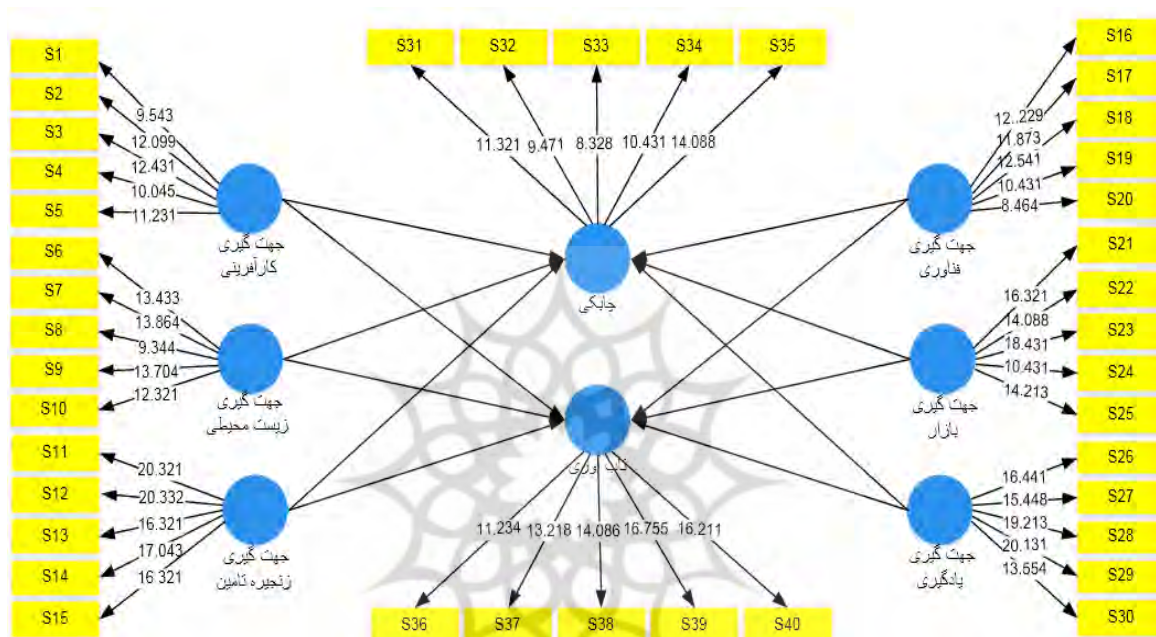 S1
S2
S3
S4
S5
S6
S7
S8
S9
S10
S11
S12
S13
S14
S15
9.543
12.099
12.431
10.045
11.231
جهت گیری
کارآفرینی
13.433
13.864
9.344
13.704
12.321
جهت گیری
زیست محیطی
20.321
20.332
16.321
17.043
16.321
جهت گیری
زنجیره تامین
S31
S32
S33
S34
S35
11.321
9.471
8.328
10.431
14.088
چابکی
تاب آوری
11.234
13.218
14.086
16.755
16.211
S36
S37
S38
S39
S40
12..229
11.873
12.541
10.431
8.464
جهت گیری
فناوری
16.321
14.088
18.431
10.431
14.213
جهت گیری
بازار
16.441
15.448
19.213
20.131
13.554
جهت گیری
یادگیری
S16
S17
S18
S19
S20
S21
S22
S23
S24
S25
S26
S27
S28
S29
S30